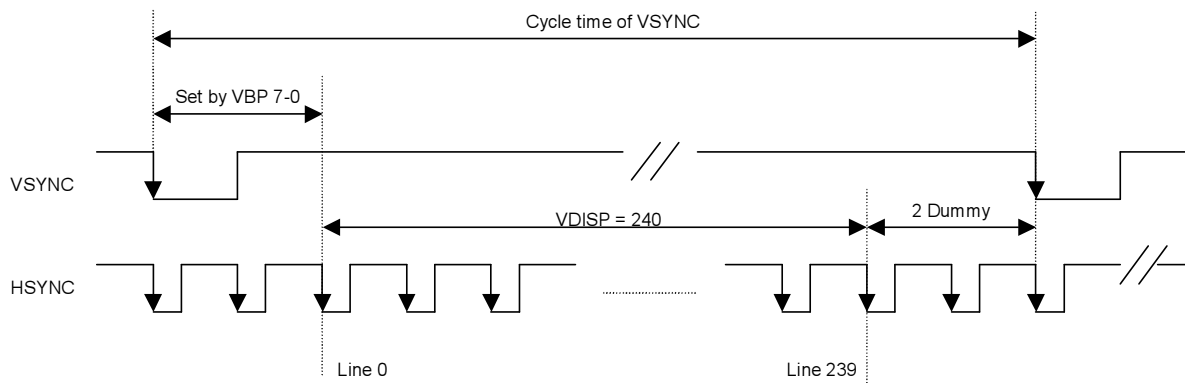 Cycle time of VSYNC
Set by VBP 7-0
VSYNC
VDISP = 240
2 Dummy
HSYNC
Line 0
Line 239